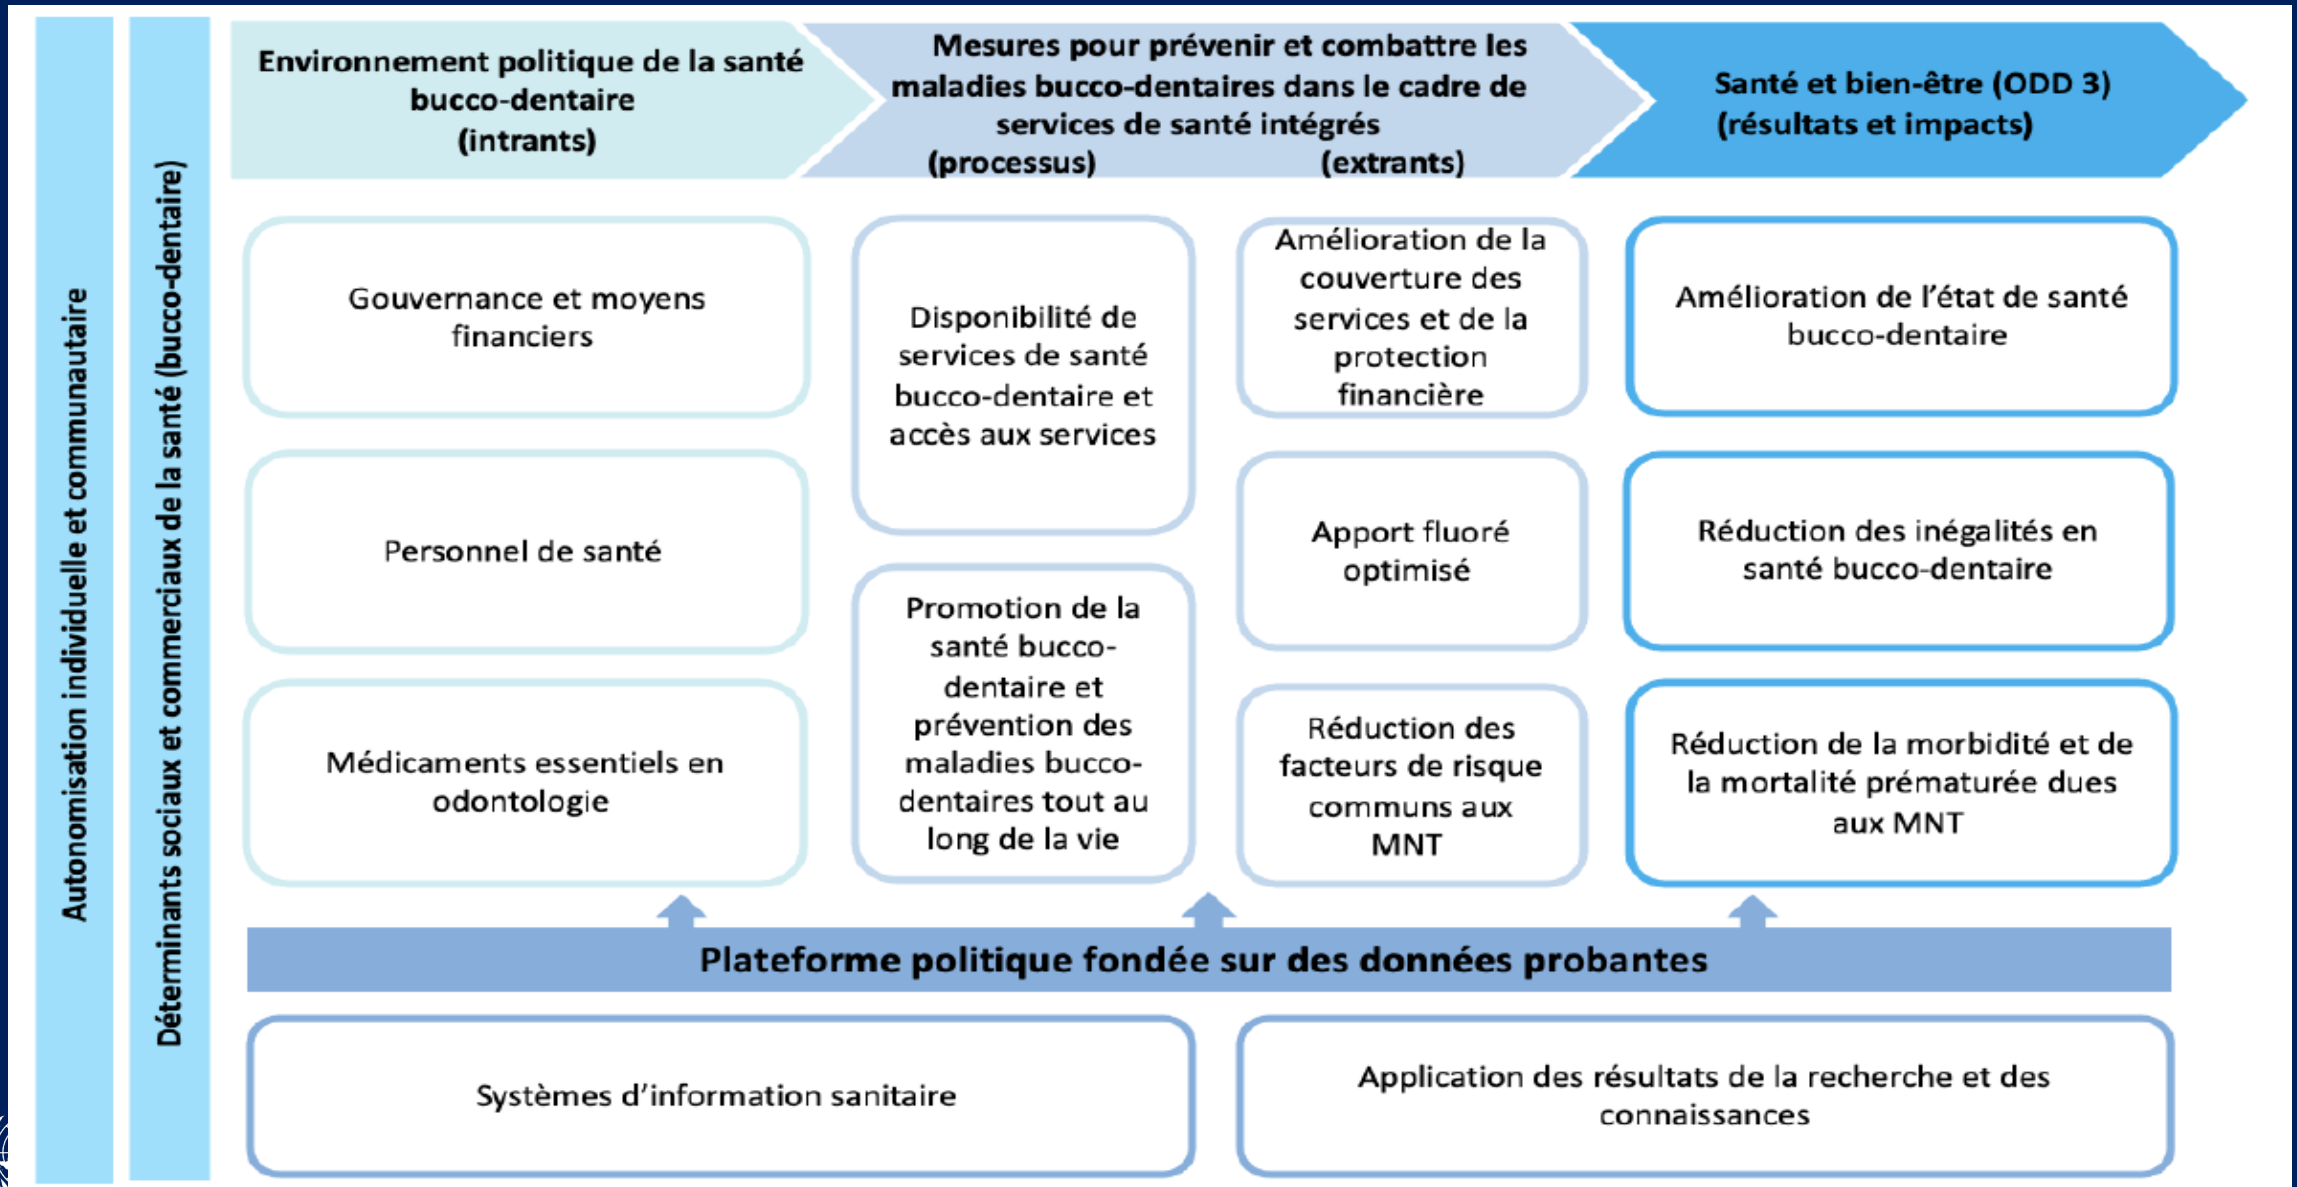 Autonomisation individuelle et communautaire
Déterminants sociaux et commerciaux de la santé (bucco-dentaire)
Environnement politique de la santé
bucco-dentaire
(intrants)
Mesures pour prévenir et combattre les
maladies bucco-dentaires dans le cadre de
services de santé intégrés
(processus) (extrants)
Santé et bien-être (ODD 3)
(résultats et impacts)
Gouvernance et moyens
financiers
Personnel de santé
Médicaments essentiels en
odontologie
Disponibilité de
services de santé
bucco-dentaire et
accès aux services
Promotion de la
santé bucco-
dentaire et
prévention des
maladies bucco-
dentaires tout au
long de la vie
Amélioration de la
couverture des
services et de la
protection
financière
Apport fluoré
optimisé
Réduction des
facteurs de risque
communs aux
MNT
Amélioration de l’état de santé
bucco-dentaire
Réduction des inégalités en
santé bucco-dentaire
Réduction de la morbidité et de
la mortalité prématurée dues
aux MNT
Plateforme politique fondée sur des données probantes
Systèmes d’information sanitaire
Application des résultats de la recherche et des
connaissances